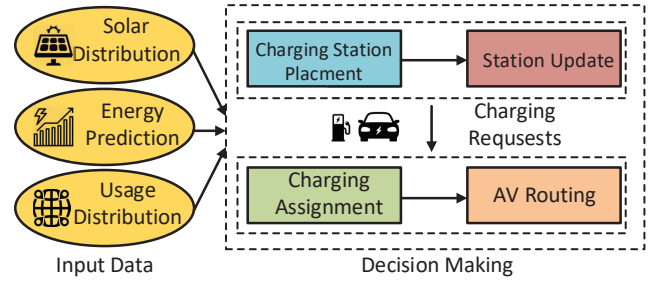 Solar
Distribution
Energy
Prediction
Usage
Distribution
Input Data
Charging Station
Placment
Station Update
Charging
Requsests
Charging
Assignment
AV Routing
Decision Making